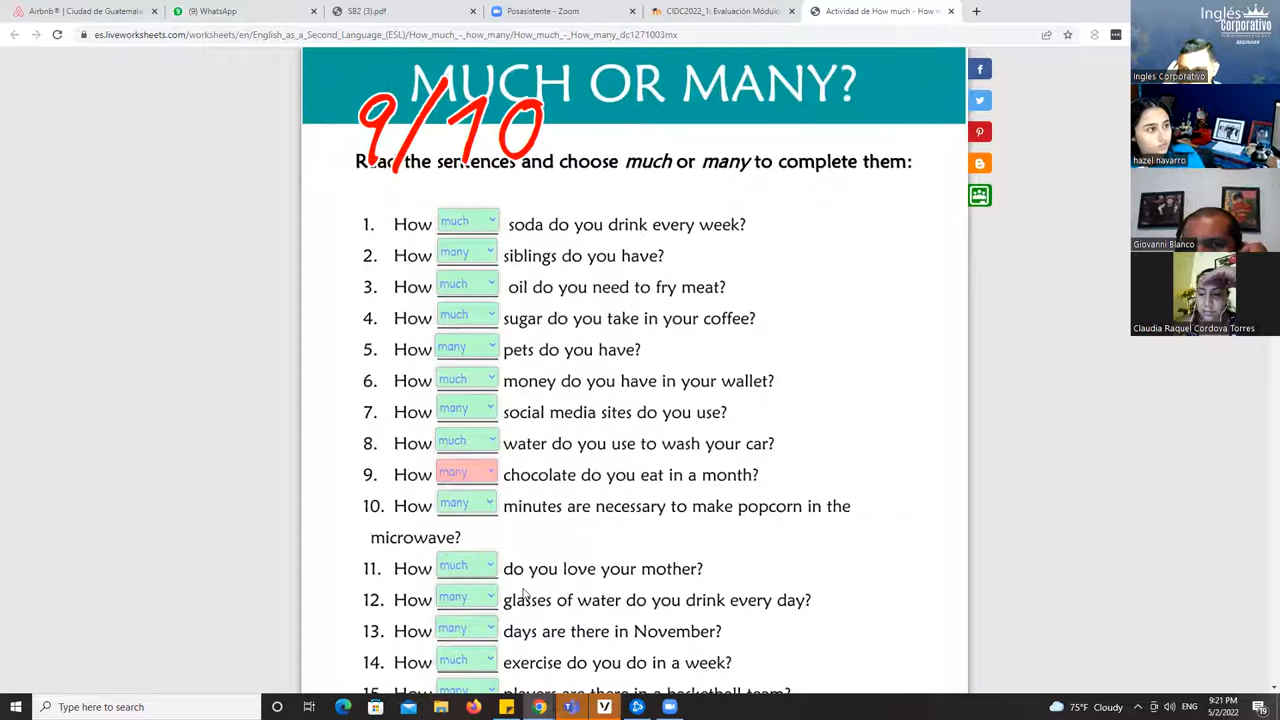 Airbnb® | Ciudad de Guatemala
(9) WhatsApp
SB2 (3).pdf
Posasistente - Zoom
CIDC2022_1: Evaluación Módulo
Actividad de How much - How m
es.liveworksheets.com/worksheets/en/English_as_a_Second_Language_(ESL)/How_much_-_how_many/How_much_-_How_many_dc1271003mx
MUCH OR MANY?
9/10
Read the sentences and choose much or many to complete them:
1. How much soda do you drink every week?
2. How many siblings do you have?
3. How much oil do you need to fry meat?
4. How much sugar do you take in your coffee?
5. How many pets do you have?
6. How much money do you have in your wallet?
7. How many social media sites do you use?
8. How much water do you use to wash your car?
9. How many chocolate do you eat in a month?
10. How many minutes are necessary to make popcorn in the
microwave?
11. How much do you love your mother?
12. How many glasses of water do you drink every day?
13. How many days are there in November?
14. How much exercise do you do in a week?
15. How many players are there in a basketball team?
Inglés
Corporativo
BEGINNER
Ingles Corporativo
hazel navarro
Giovanni Blanco
Claudia Raquel Cordova Torres
Type here to search
75°F Cloudy
9:21 PM
5/2/2022